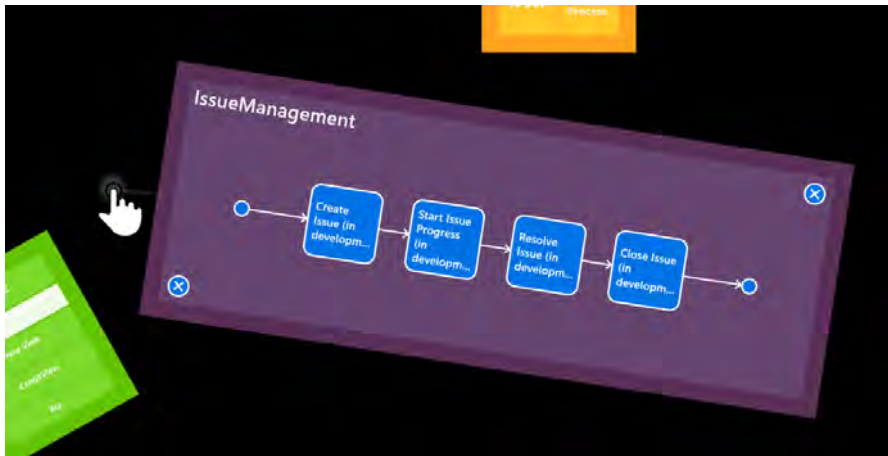 Process
IssueManagement
Create
Issue (in
developm...
Start Issue
Progress
(in
developm...
Resolve
Issue (in
developm...
Close Issue
(in
developm...
View